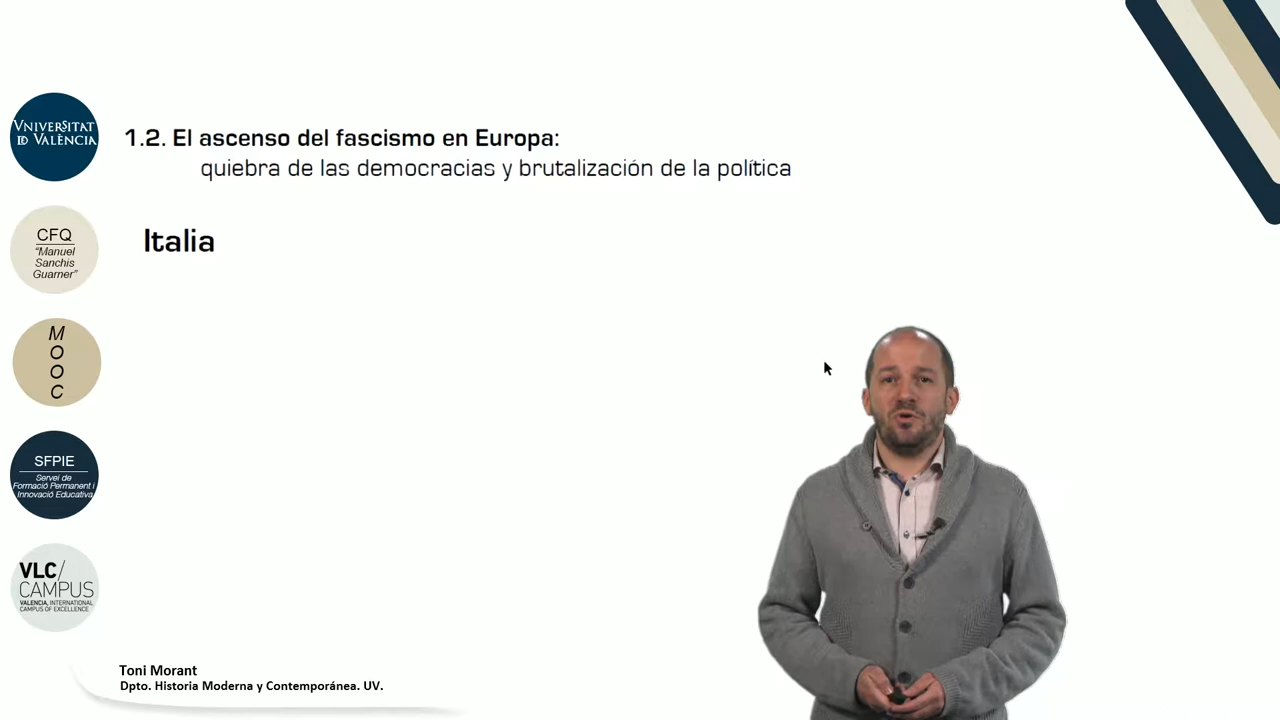 1.2. El ascenso del fascismo en Europa:
quiebra de las democracias y brutalización de la política
Italia
VNIVERSITAT
ID VALÈNCIA
CFQ
“Manuel
Sanchis
Guarner”
M
O
O
C
SFPIE
Servei de
Formació Permanent i
Innovació Educativa
VLC/
CAMPUS
VALENCIA, INTERNATIONAL
CAMPUS OF EXCELLENCE
Toni Morant
Dpto. Historia Moderna y Contemporánea. UV.